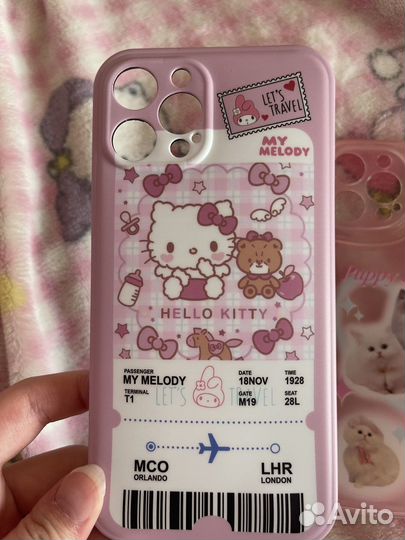 LET'S
TRAVEL
MY
MELODY
HELLO KITTY
Puppy
PASSENGER DATE TIME
MY MELODY 18NOV 1928
TERMINAL GATE SEAT
T1 LET'S TRAVEL M19 28L
MCO LHR
ORLANDO LONDON
Avito